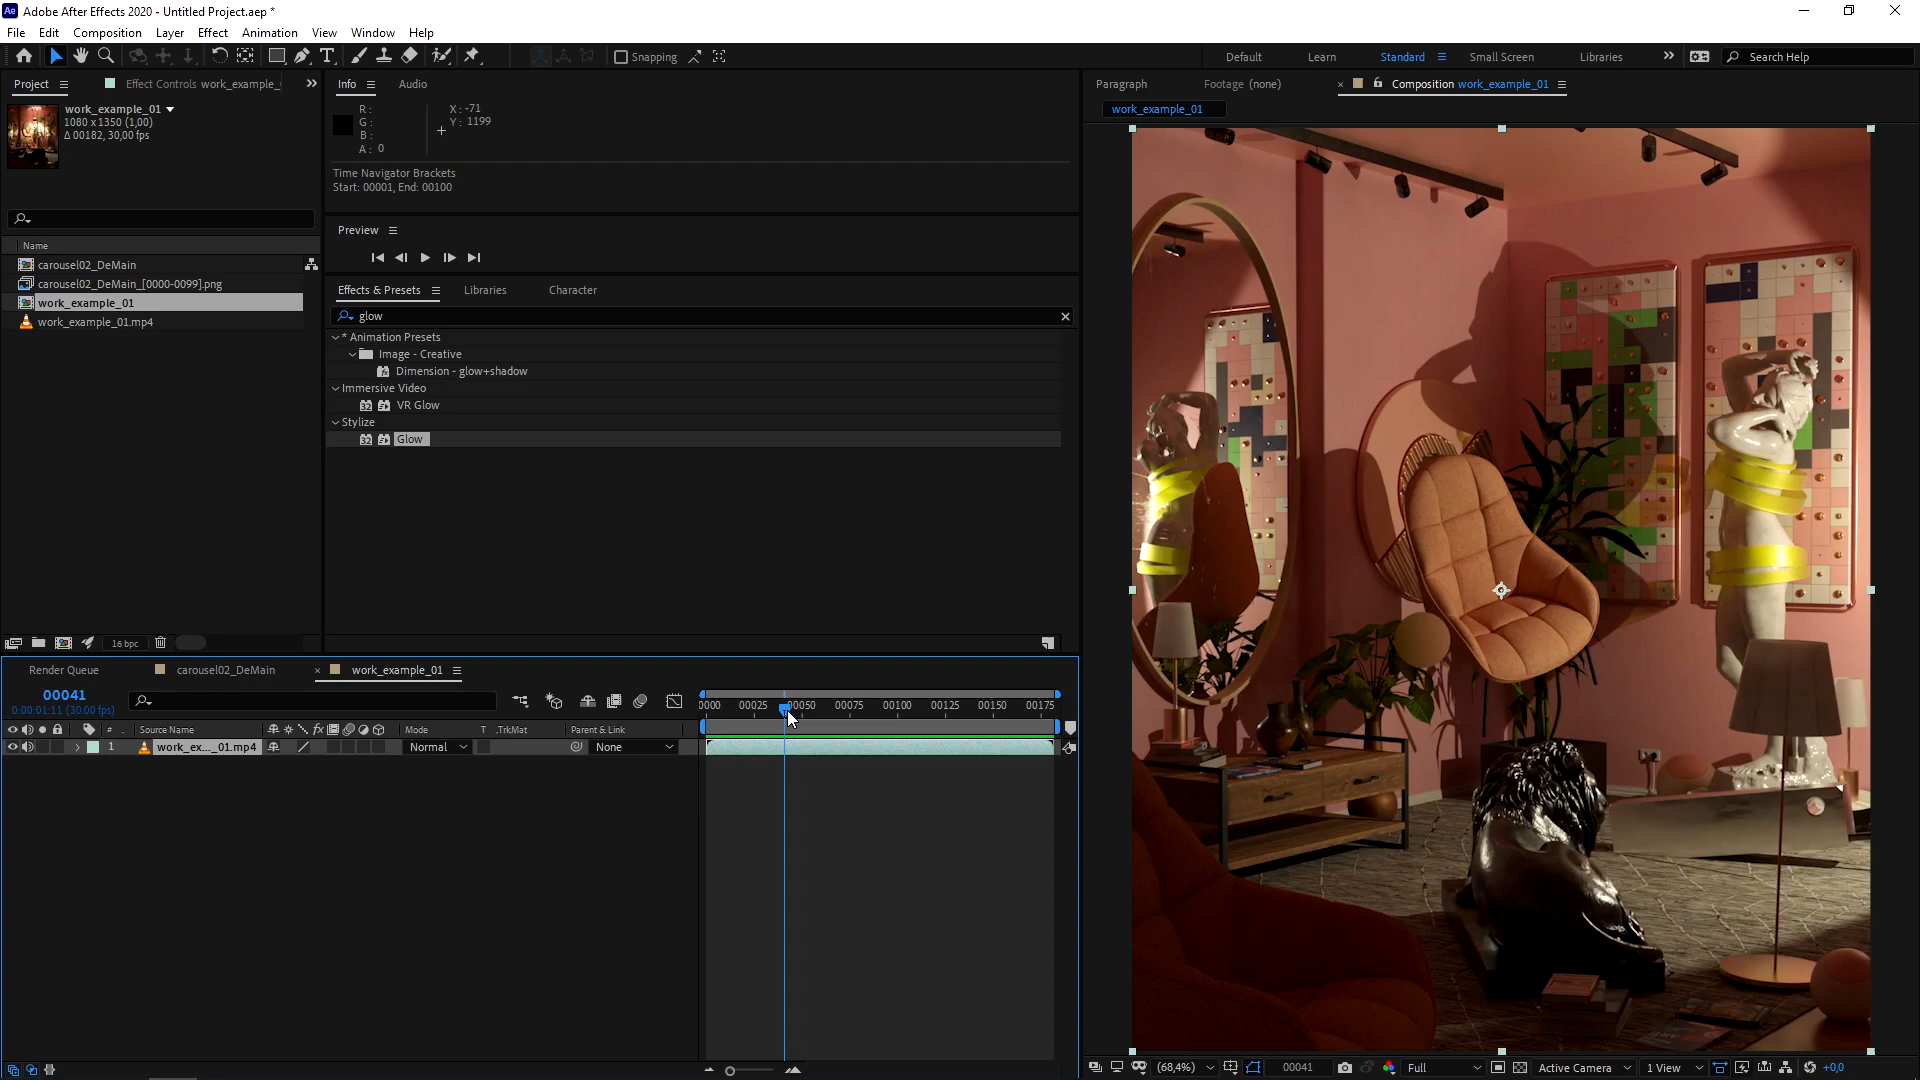 Adobe After Effects 2020 - Untitled Project.aep *
File Edit Composition Layer Effect Animation View Window Help
Snapping
Default Learn Standard Small Screen Libraries Search Help
Project Effect Controls work_example_
work_example_01
1080 x 1350 (1,00)
Δ 00182, 30,00 fps
Name
carousel02_DeMain
carousel02_DeMain_[0000-0099].png
work_example_01
work_example_01.mp4
16 bpc
Info Audio
R:
G:
B:
A: 0
X: -71
Y: 1199
Time Navigator Brackets
Start: 00001, End: 00100
Preview
Effects & Presets Libraries Character
glow
* Animation Presets
Image - Creative
Dimension - glow+shadow
Immersive Video
32 VR Glow
Stylize
32 Glow
Paragraph Footage (none) Composition work_example_01
work_example_01
Render Queue carousel02_DeMain work_example_01
00041
0:00:01:11 (30.00 fps)
0000 00025 00050 00075 00100 00125 00150 00175
# Source Name Mode T .TrkMat Parent & Link
1 work_ex..._01.mp4 Normal None
(68,4%) 00041 Full Active Camera 1 View +0,0